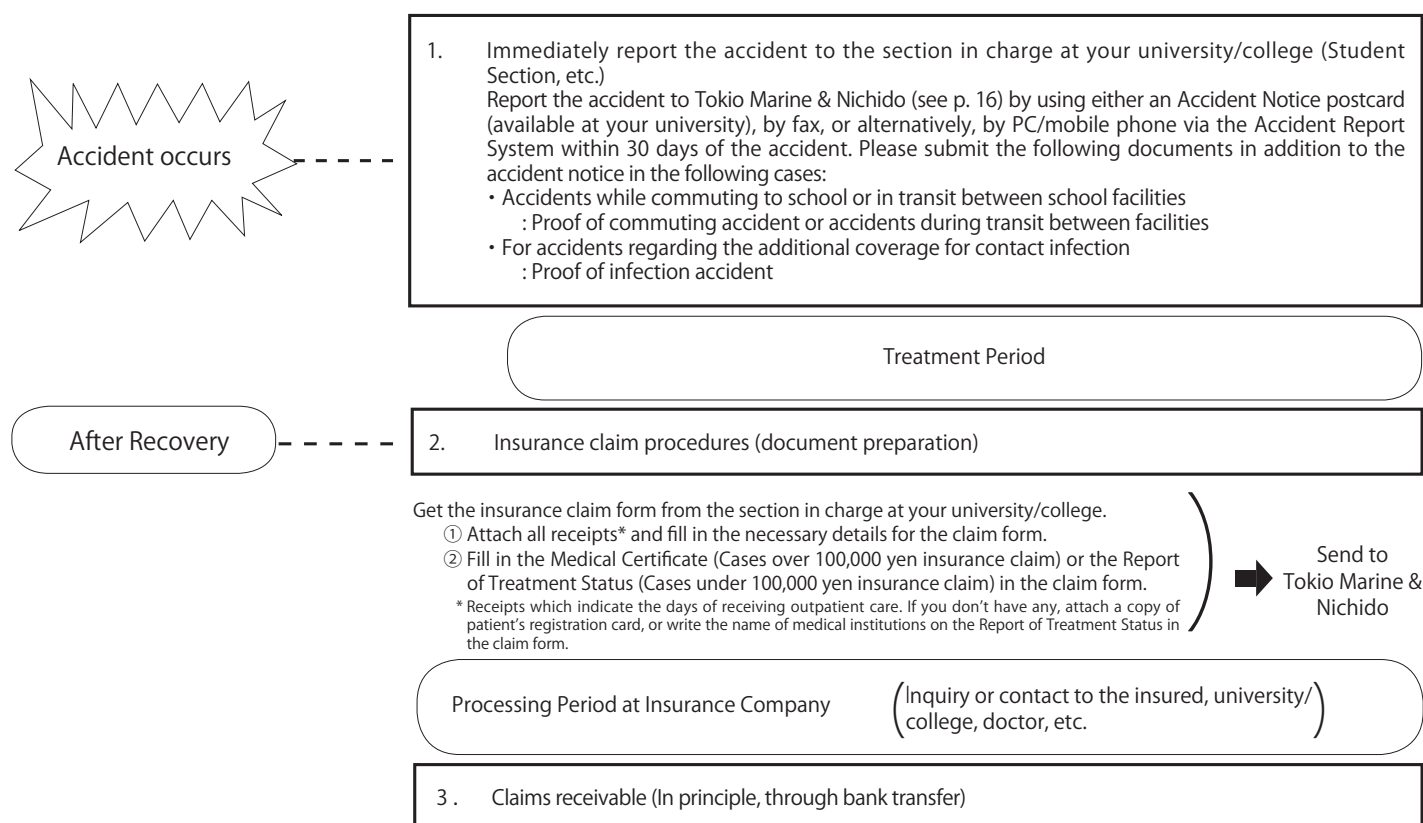 1. Immediately report the accident to the section in charge at your university/college (Student
Section, etc.)
Report the accident to Tokio Marine & Nichido (see p. 16) by using either an Accident Notice postcard
(available at your university), by fax, or alternatively, by PC/mobile phone via the Accident Report
System within 30 days of the accident. Please submit the following documents in addition to the
accident notice in the following cases:
・Accidents while commuting to school or in transit between school facilities
: Proof of commuting accident or accidents during transit between facilities
・For accidents regarding the additional coverage for contact infection
: Proof of infection accident
Accident occurs
Treatment Period
After Recovery
2. Insurance claim procedures (document preparation)
Get the insurance claim form from the section in charge at your university/college.
① Attach all receipts* and fill in the necessary details for the claim form.
② Fill in the Medical Certificate (Cases over 100,000 yen insurance claim) or the Report
of Treatment Status (Cases under 100,000 yen insurance claim) in the claim form.
* Receipts which indicate the days of receiving outpatient care. If you don't have any, attach a copy of
patient's registration card, or write the name of medical institutions on the Report of Treatment Status in
the claim form.
Send to
Tokio Marine &
Nichido
Processing Period at Insurance Company
(Inquiry or contact to the insured, university/
college, doctor, etc.)
3 . Claims receivable (In principle, through bank transfer)